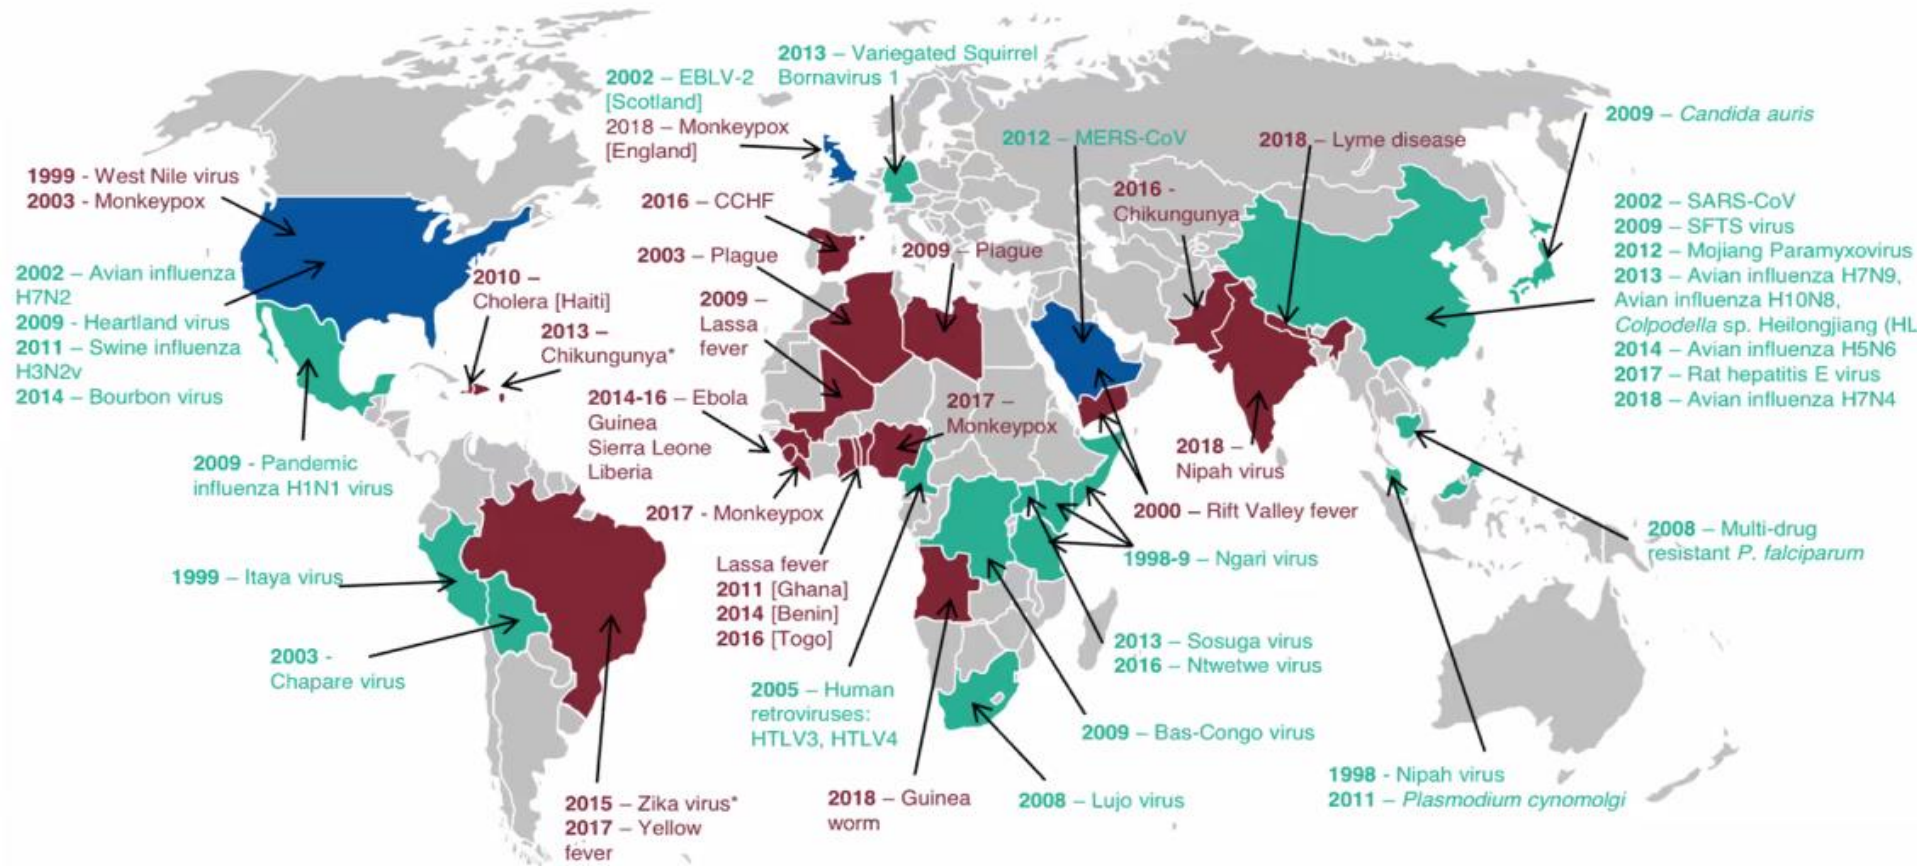 2013 – Variegated Squirrel
Bornavirus 1
2002 – EBLV-2
[Scotland]
2018 – Monkeypox
[England]
2012 – MERS-CoV
2018 – Lyme disease
2009 – Candida auris
1999 - West Nile virus
2003 - Monkeypox
2016 – CCHF
2016 -
Chikungunya
2002 – SARS-CoV
2009 – SFTS virus
2012 – Mojiang Paramyxovirus
2013 – Avian influenza H7N9,
Avian influenza H10N8,
Colpodella sp. Heilongjiang (HL
2014 – Avian influenza H5N6
2017 – Rat hepatitis E virus
2018 – Avian influenza H7N4
2003 – Plague
2009 – Plague
2002 – Avian influenza
H7N2
2009 - Heartland virus
2011 – Swine influenza
H3N2v
2014 – Bourbon virus
2010 –
Cholera [Haiti]
2013 –
Chikungunya*
2009 –
Lassa
fever
2014-16 – Ebola
Guinea
Sierra Leone
Liberia
2017 –
Monkeypox
2018 –
Nipah virus
2009 - Pandemic
influenza H1N1 virus
2017 - Monkeypox
2000 – Rift Valley fever
2008 – Multi-drug
resistant P. falciparum
1998-9 – Ngari virus
Lassa fever
2011 [Ghana]
2014 [Benin]
2016 [Togo]
1999 – Itaya virus
2003 -
Chapare virus
2013 – Sosuga virus
2016 – Ntwetwe virus
2005 – Human
retroviruses:
HTLV3, HTLV4
2009 – Bas-Congo virus
2015 – Zika virus*
2017 – Yellow
fever
2018 – Guinea
worm
2008 – Lujo virus
1998 - Nipah virus
2011 – Plasmodium cynomolgi